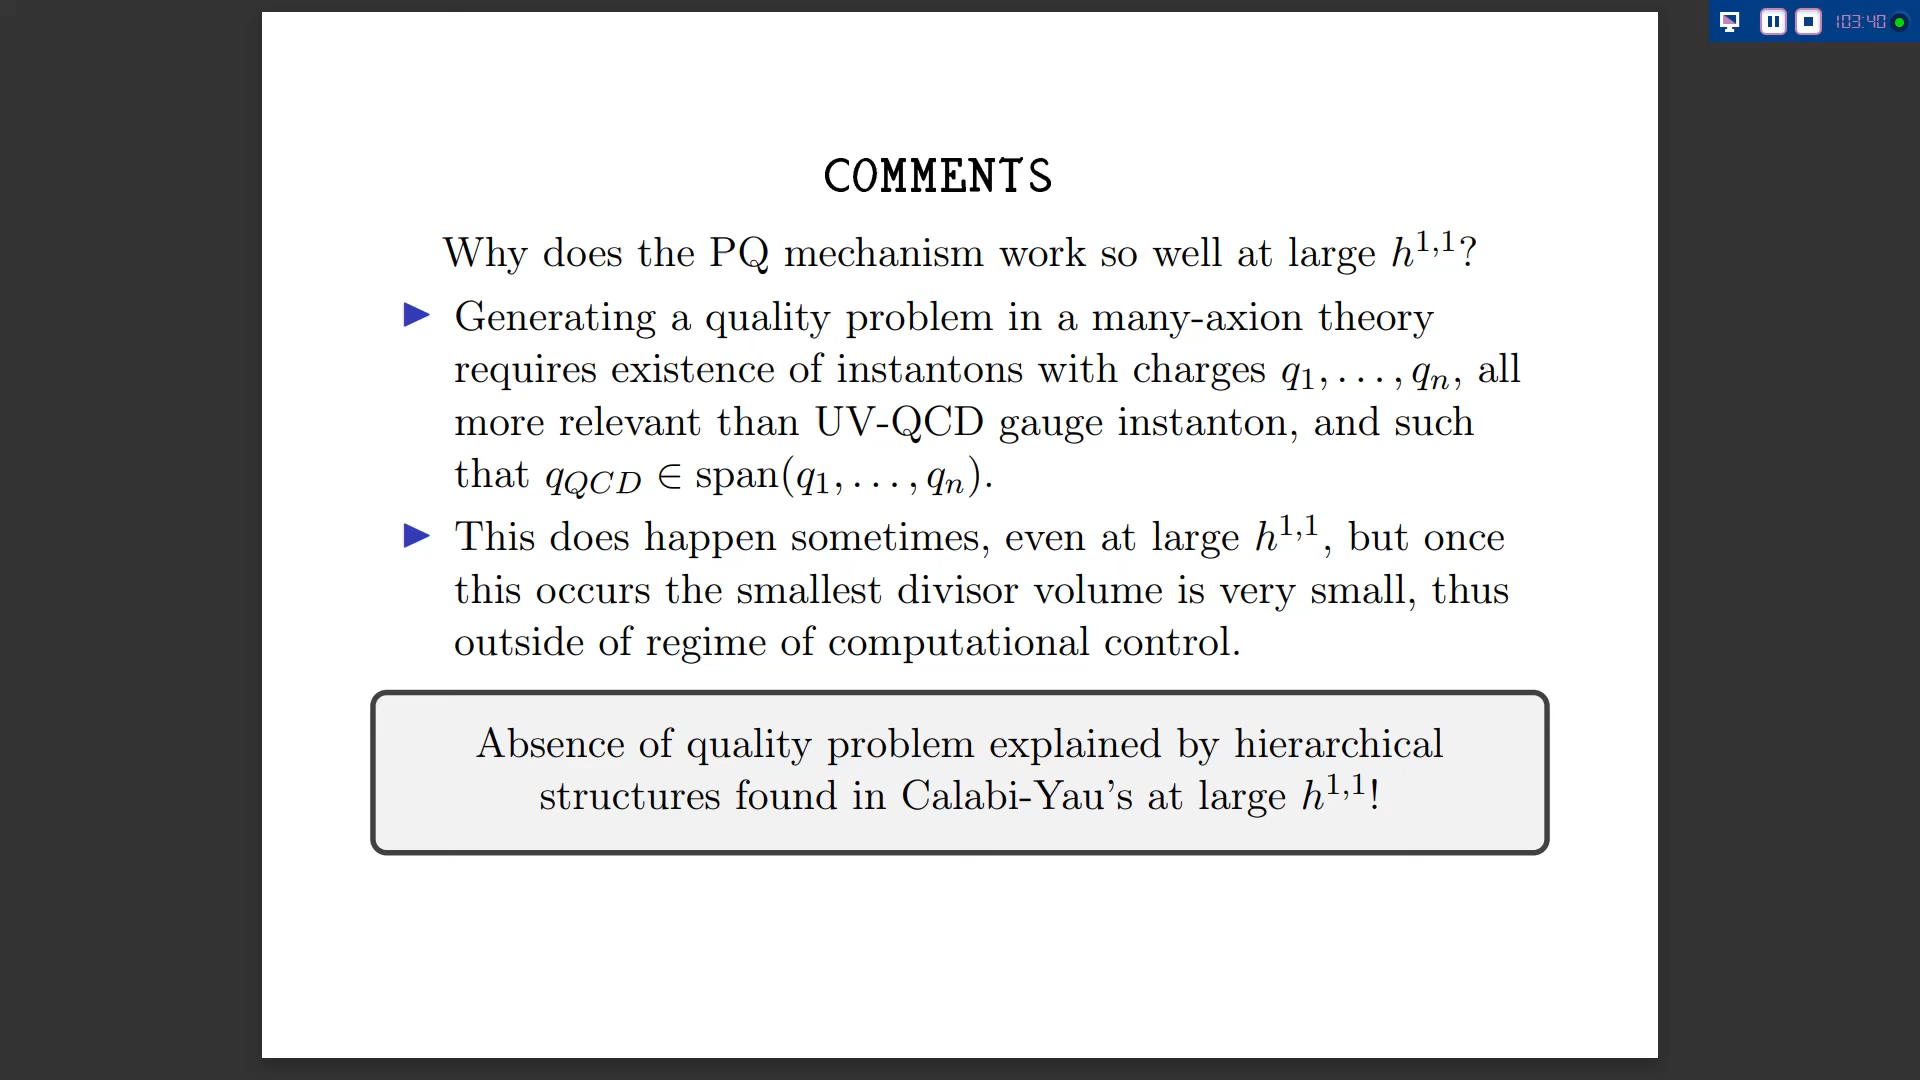 103:40
COMMENTS
Why does the PQ mechanism work so well at large $h^{1,1}$?
▶ Generating a quality problem in a many-axion theory
requires existence of instantons with charges $q_1, \ldots, q_n$, all
more relevant than UV-QCD gauge instanton, and such
that $q_{QCD} \in \text{span}(q_1, \ldots, q_n)$.
▶ This does happen sometimes, even at large $h^{1,1}$, but once
this occurs the smallest divisor volume is very small, thus
outside of regime of computational control.
Absence of quality problem explained by hierarchical
structures found in Calabi-Yau's at large $h^{1,1}$!